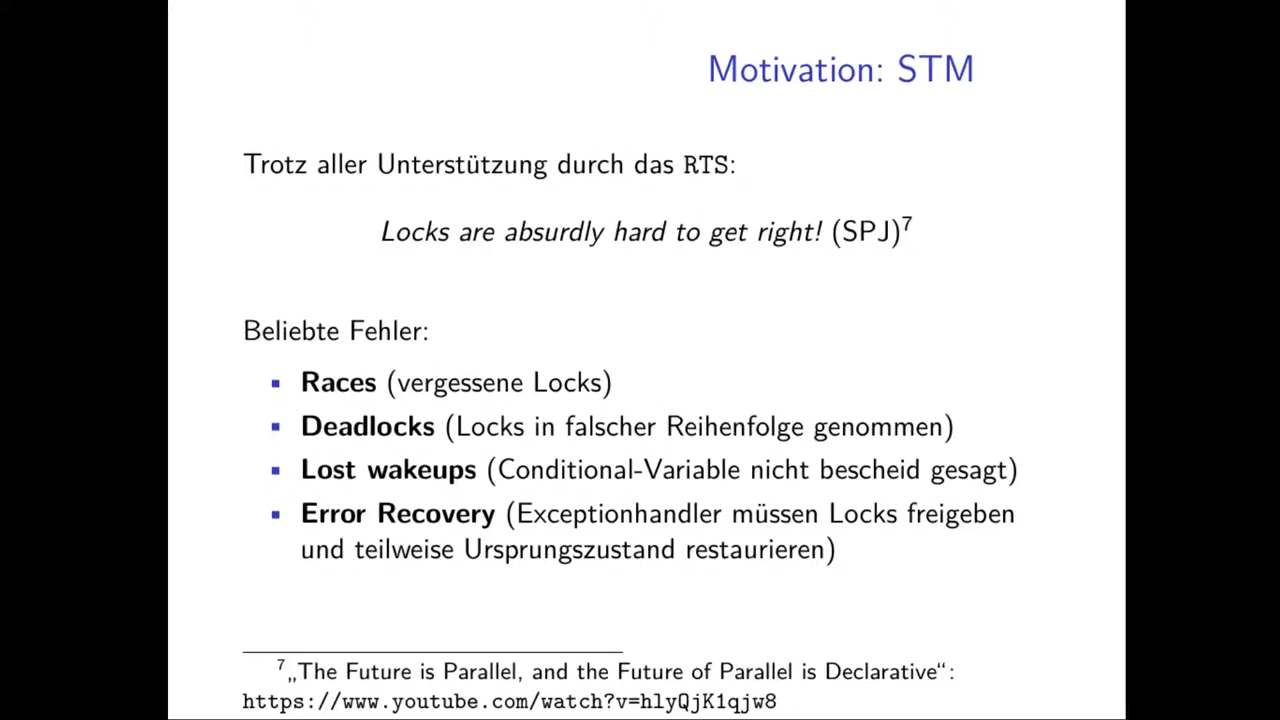 Motivation: STM
Trotz aller Unterstützung durch das RTS:
Locks are absurdly hard to get right! (SPJ)7
Beliebte Fehler:
▪ Races (vergessene Locks)
▪ Deadlocks (Locks in falscher Reihenfolge genommen)
▪ Lost wakeups (Conditional-Variable nicht bescheid gesagt)
▪ Error Recovery (Exceptionhandler müssen Locks freigeben
und teilweise Ursprungszustand restaurieren)
7„The Future is Parallel, and the Future of Parallel is Declarative“:
https://www.youtube.com/watch?v=hlyQjK1qjw8